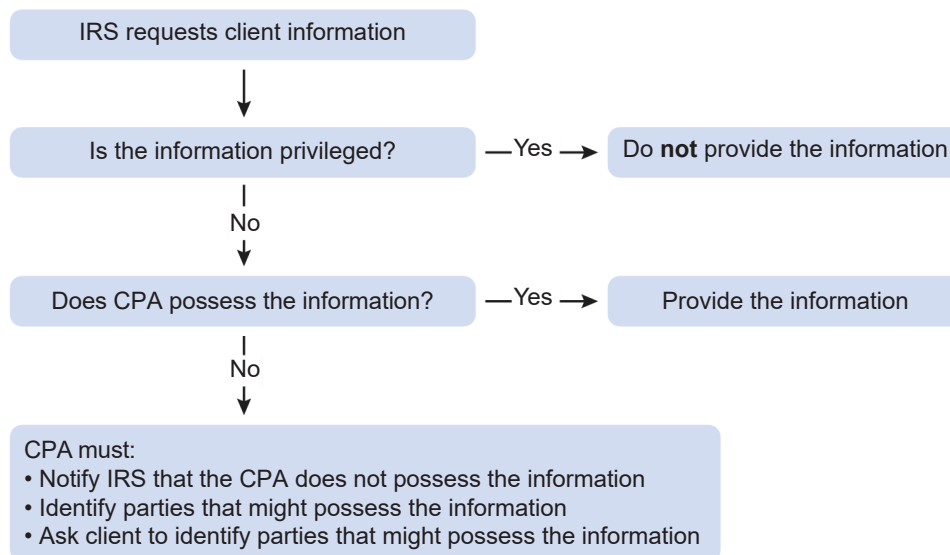 IRS requests client information
Is the information privileged?
Yes
Do not provide the information
No
Does CPA possess the information?
Yes
Provide the information
No
CPA must:
• Notify IRS that the CPA does not possess the information
• Identify parties that might possess the information
• Ask client to identify parties that might possess the information